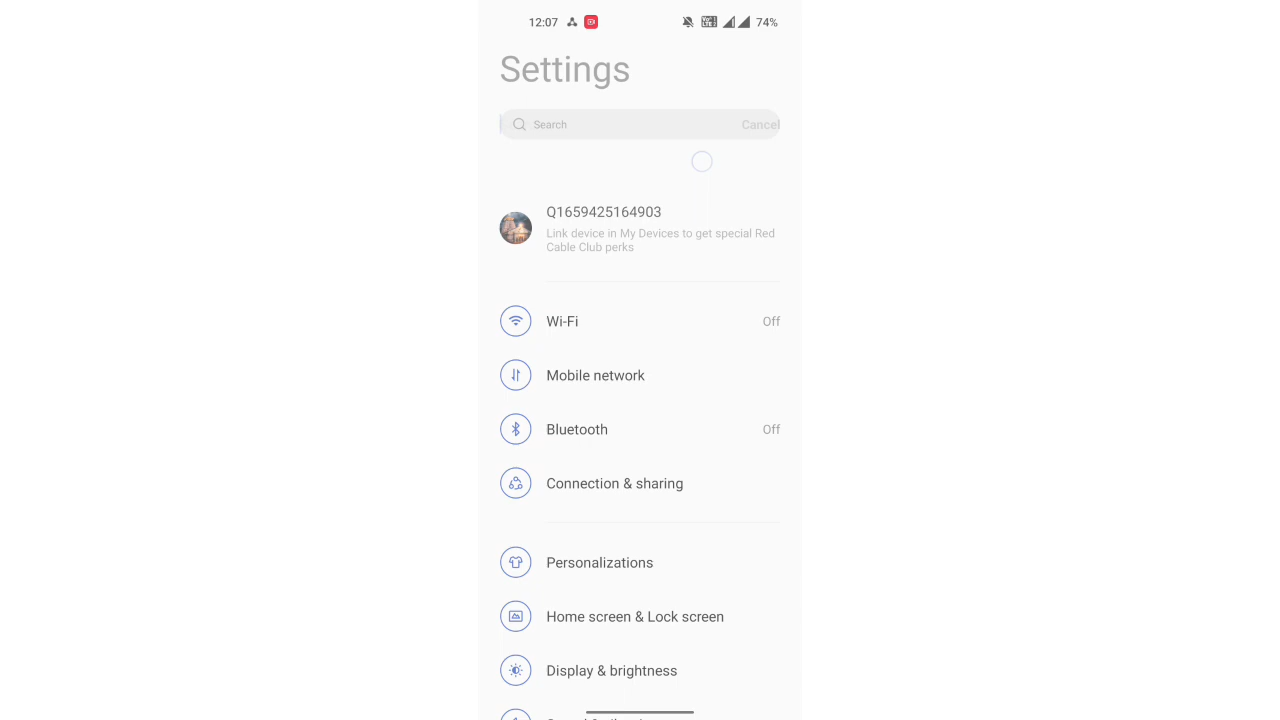 12:07
74%
Settings
Search
Cancel
Q1659425164903
Link device in My Devices to get special Red
Cable Club perks
Wi-Fi
Off
Mobile network
Bluetooth
Off
Connection & sharing
Personalizations
Home screen & Lock screen
Display & brightness